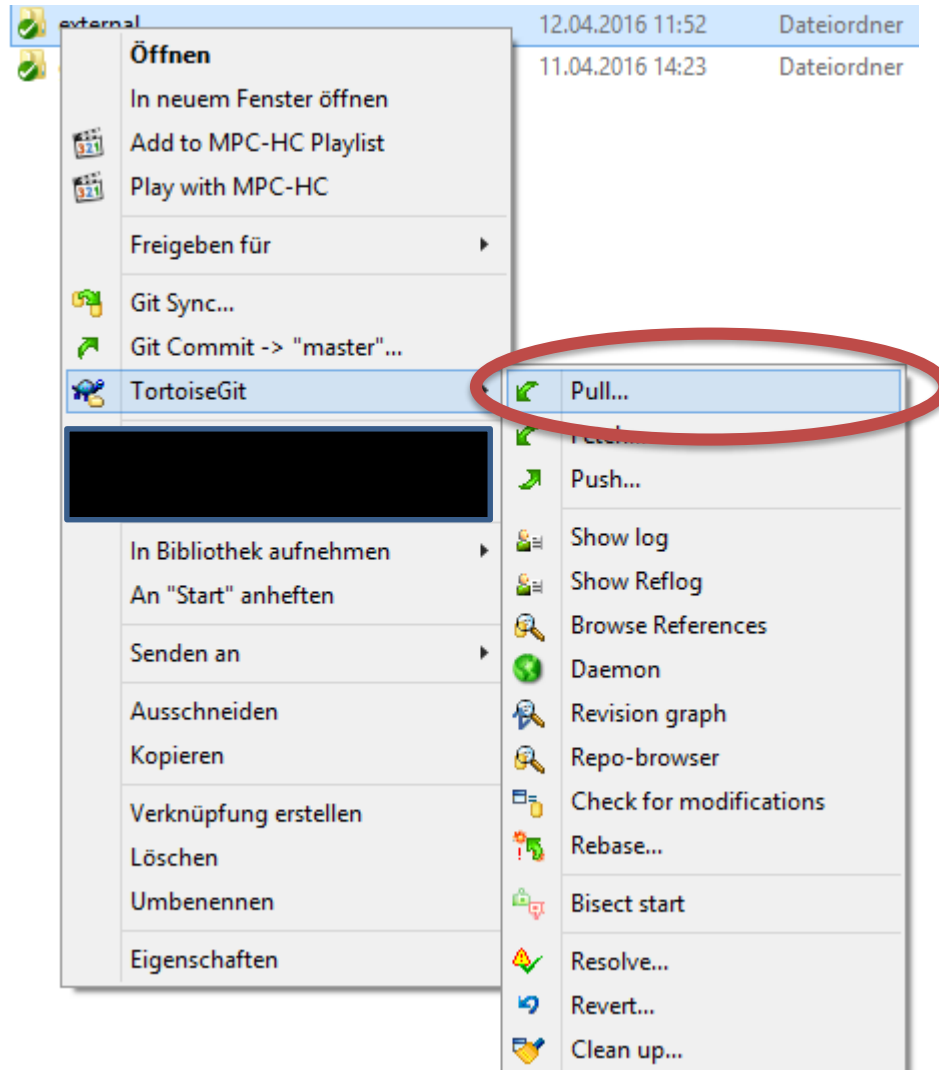 external 12.04.2016 11:52 Dateiordner
11.04.2016 14:23 Dateiordner
Öffnen
In neuem Fenster öffnen
Add to MPC-HC Playlist
Play with MPC-HC
Freigeben für
Git Sync...
Git Commit -> "master"...
TortoiseGit
In Bibliothek aufnehmen
An "Start" anheften
Senden an
Ausschneiden
Kopieren
Verknüpfung erstellen
Löschen
Umbenennen
Eigenschaften
Pull...
Fetch...
Push...
Show log
Show Reflog
Browse References
Daemon
Revision graph
Repo-browser
Check for modifications
Rebase...
Bisect start
Resolve...
Revert...
Clean up...